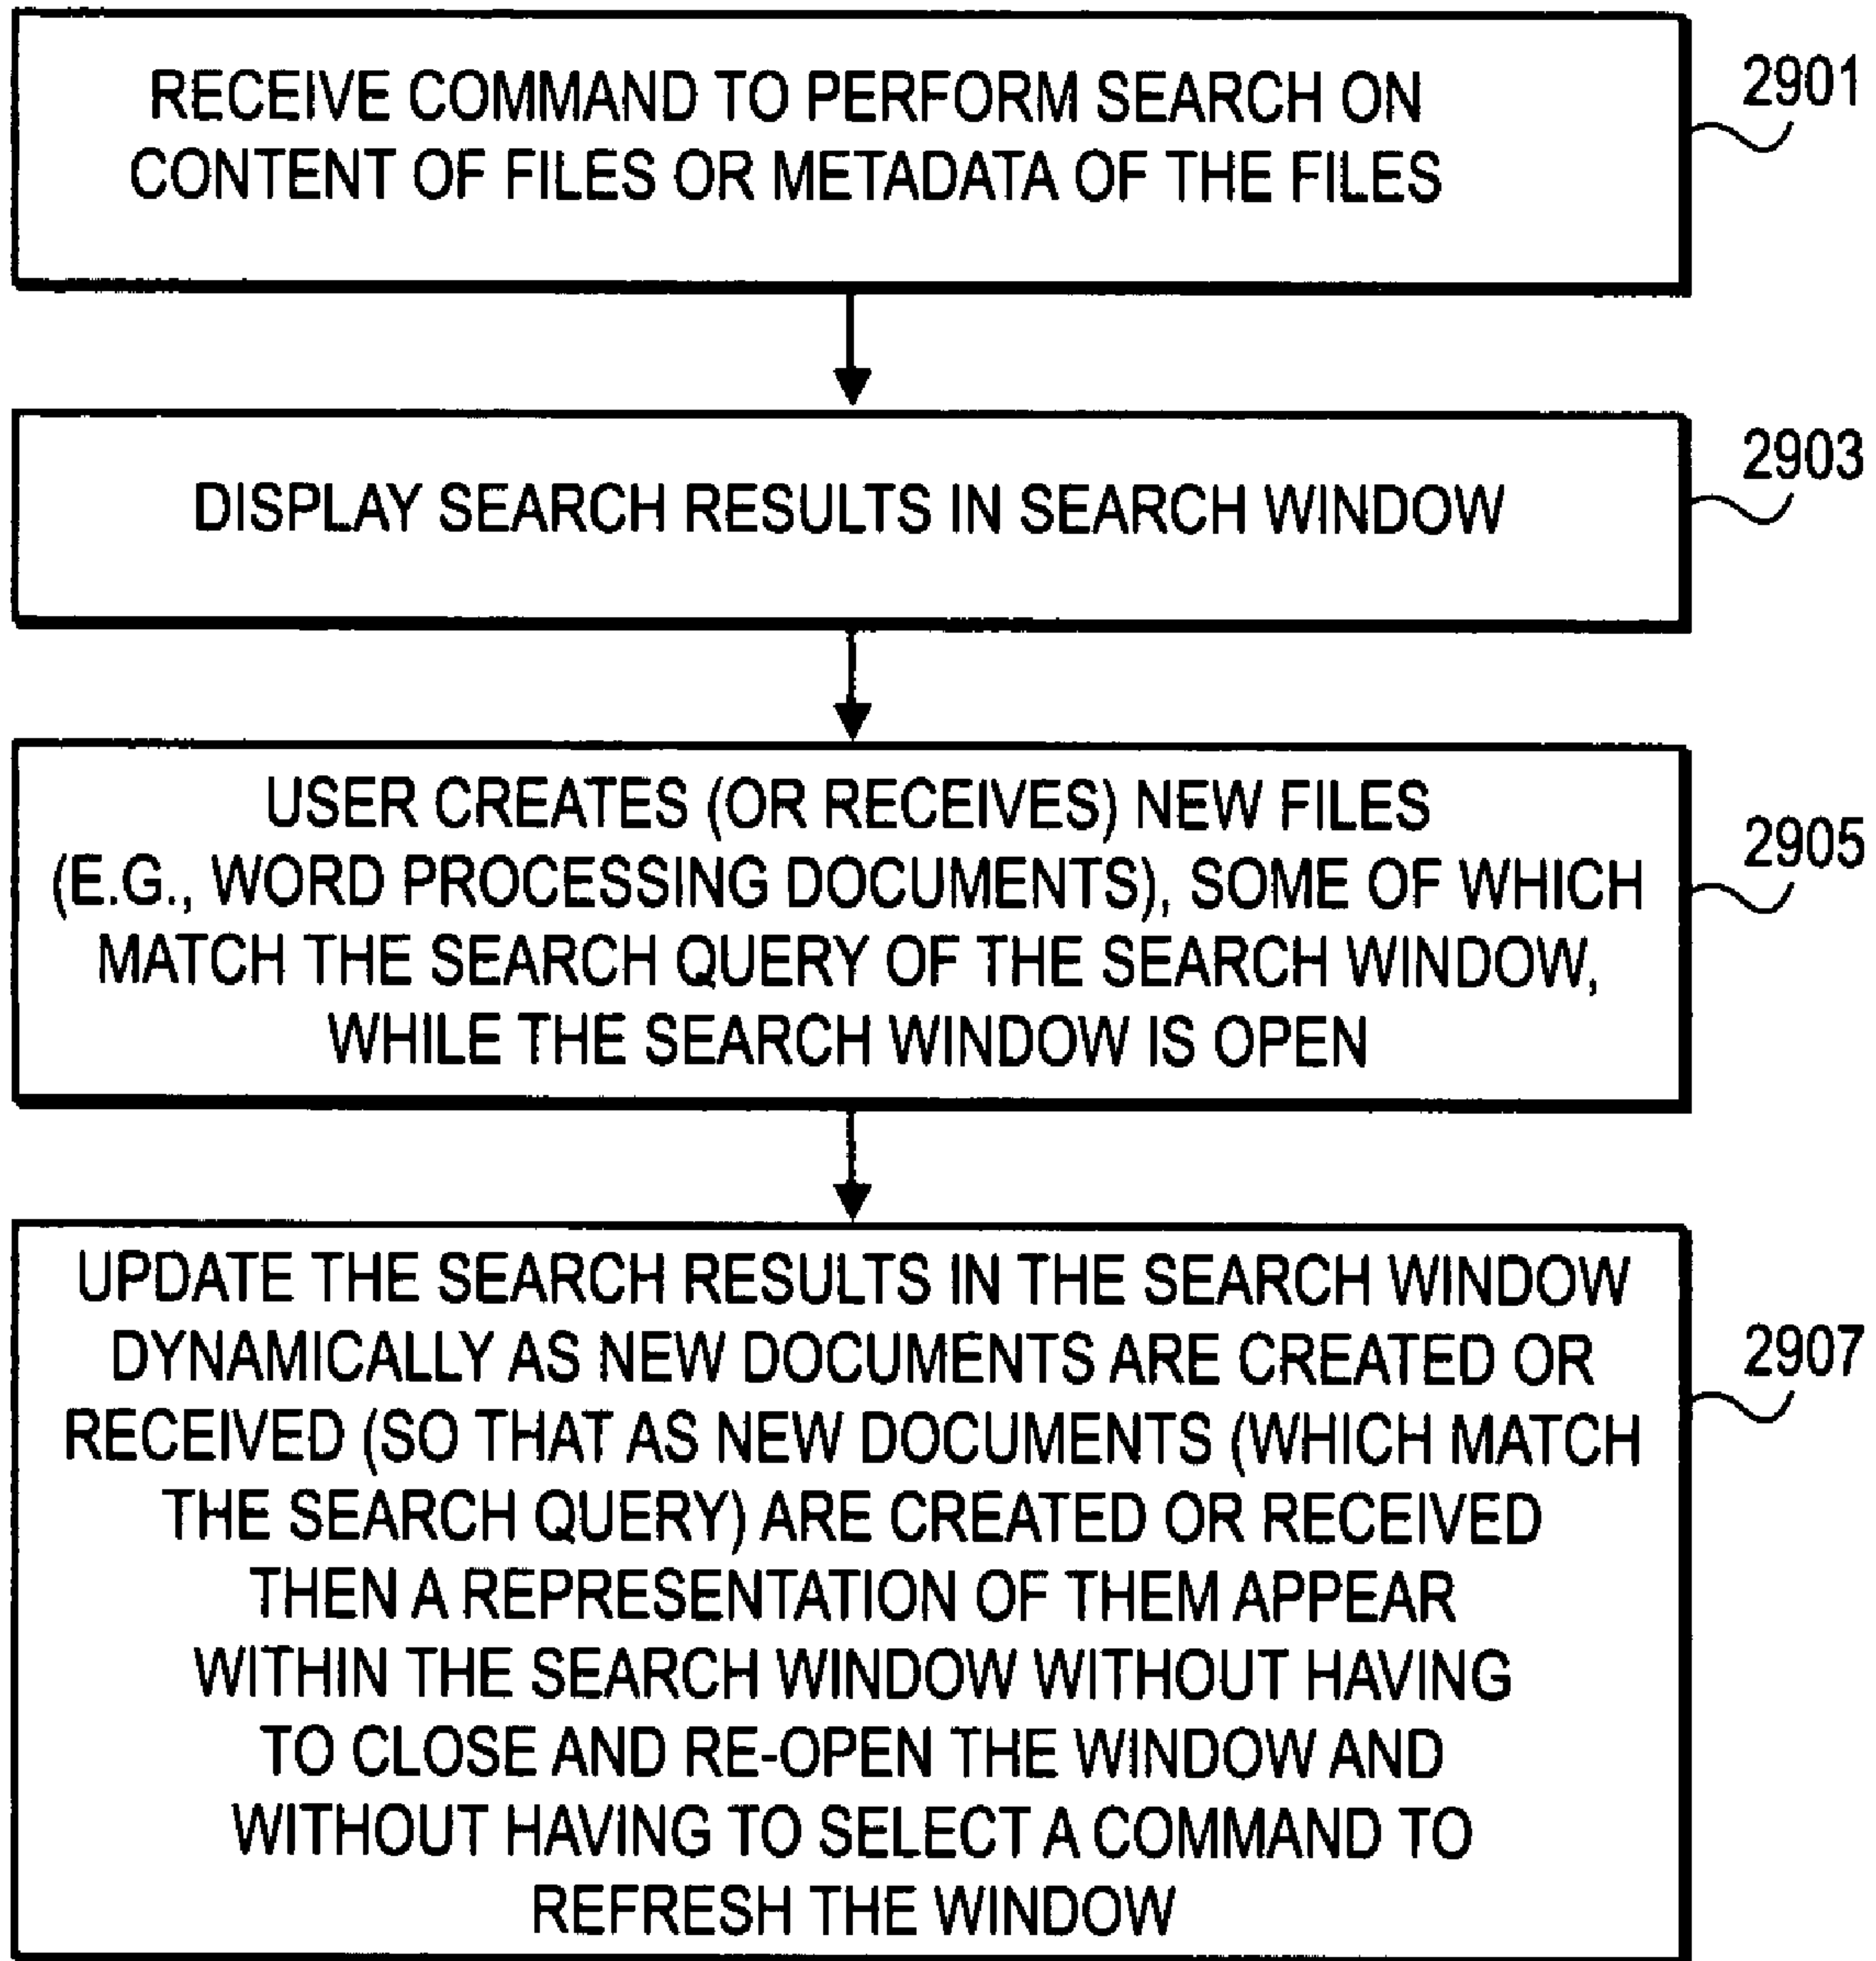 RECEIVE COMMAND TO PERFORM SEARCH ON
CONTENT OF FILES OR METADATA OF THE FILES
2901
DISPLAY SEARCH RESULTS IN SEARCH WINDOW
2903
USER CREATES (OR RECEIVES) NEW FILES
(E.G., WORD PROCESSING DOCUMENTS), SOME OF WHICH
MATCH THE SEARCH QUERY OF THE SEARCH WINDOW,
WHILE THE SEARCH WINDOW IS OPEN
2905
UPDATE THE SEARCH RESULTS IN THE SEARCH WINDOW
DYNAMICALLY AS NEW DOCUMENTS ARE CREATED OR
RECEIVED (SO THAT AS NEW DOCUMENTS (WHICH MATCH
THE SEARCH QUERY) ARE CREATED OR RECEIVED
THEN A REPRESENTATION OF THEM APPEAR
WITHIN THE SEARCH WINDOW WITHOUT HAVING
TO CLOSE AND RE-OPEN THE WINDOW AND
WITHOUT HAVING TO SELECT A COMMAND TO
REFRESH THE WINDOW
2907